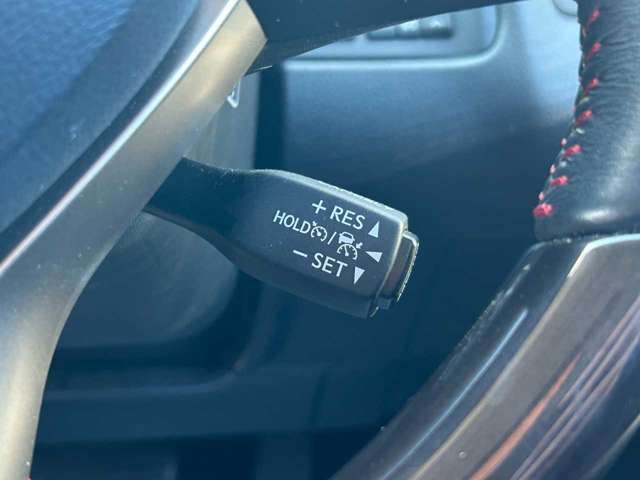 + RES ▲
HOLD / ◀
− SET ▼